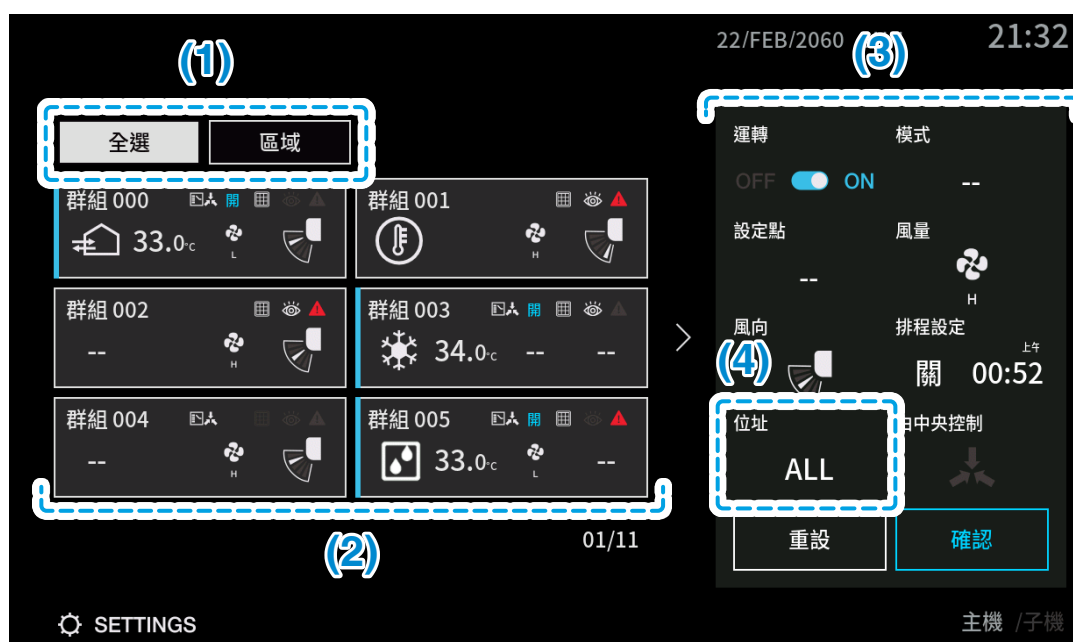 22/FEB/2060
21:32
(1)
(3)
全選
區域
群組 000
開
33.0°c
L
群組 001
H
群組 002
--
H
群組 003
開
34.0°c
--
--
群組 004
--
H
群組 005
開
33.0°c
L
--
(2)
01/11
運轉
模式
OFF
ON
--
設定點
風量
--
H
風向
排程設定
上午
關
00:52
(4)
位址
由中央控制
ALL
重設
確認
SETTINGS
主機 /子機